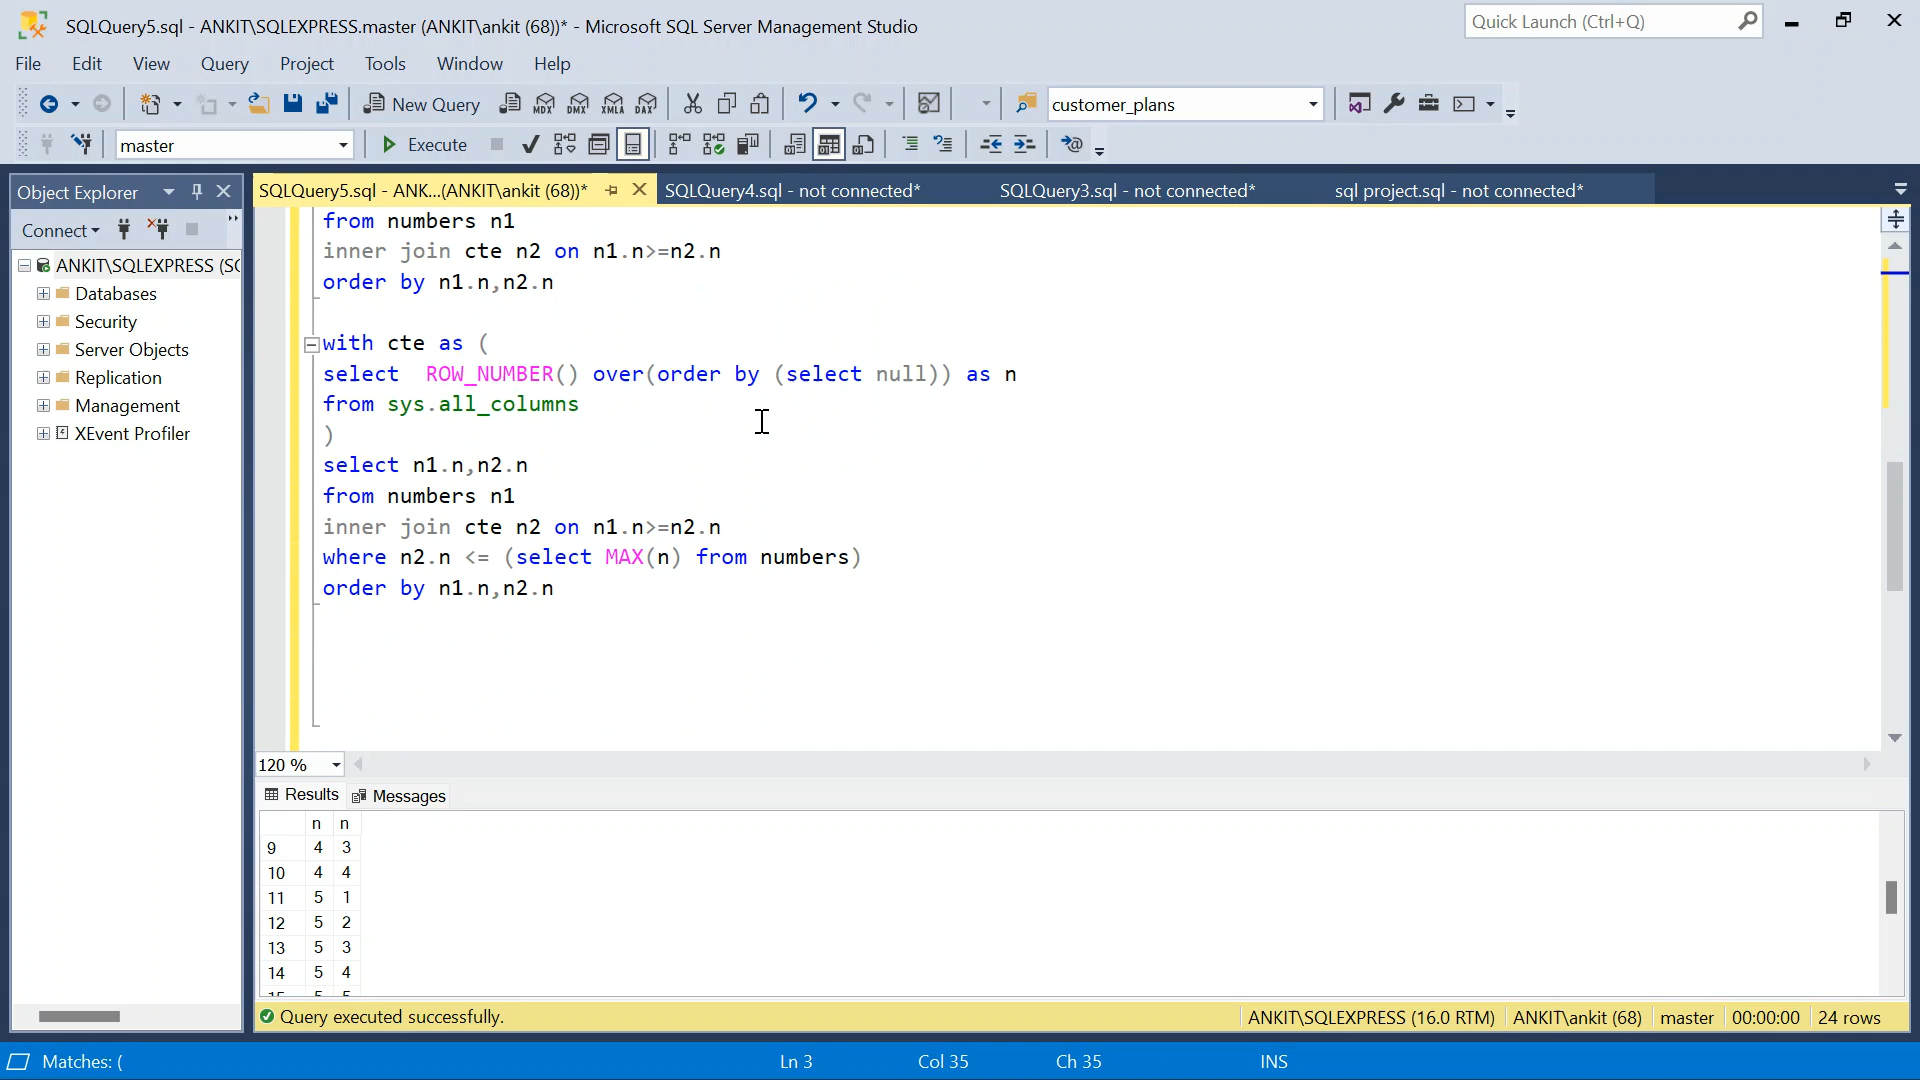 SQLQuery5.sql - ANKIT\SQLEXPRESS.master (ANKIT\ankit (68))* - Microsoft SQL Server Management Studio
Quick Launch (Ctrl+Q)
File Edit View Query Project Tools Window Help
New Query MDX DMX XMLA DAX customer_plans
master Execute
Object Explorer
SQLQuery5.sql - ANK...(ANKIT\ankit (68))* SQLQuery4.sql - not connected* SQLQuery3.sql - not connected* sql project.sql - not connected*
Connect
ANKIT\SQLEXPRESS (SQ
Databases
Security
Server Objects
Replication
Management
XEvent Profiler
from numbers n1
inner join cte n2 on n1.n>=n2.n
order by n1.n,n2.n
with cte as (
select ROW_NUMBER() over(order by (select null)) as n
from sys.all_columns
)
select n1.n,n2.n
from numbers n1
inner join cte n2 on n1.n>=n2.n
where n2.n <= (select MAX(n) from numbers)
order by n1.n,n2.n
120 %
Results Messages
n n
9 4 3
10 4 4
11 5 1
12 5 2
13 5 3
14 5 4
15 5 5
Query executed successfully.
ANKIT\SQLEXPRESS (16.0 RTM) ANKIT\ankit (68) master 00:00:00 24 rows
Matches: ( Ln 3 Col 35 Ch 35 INS